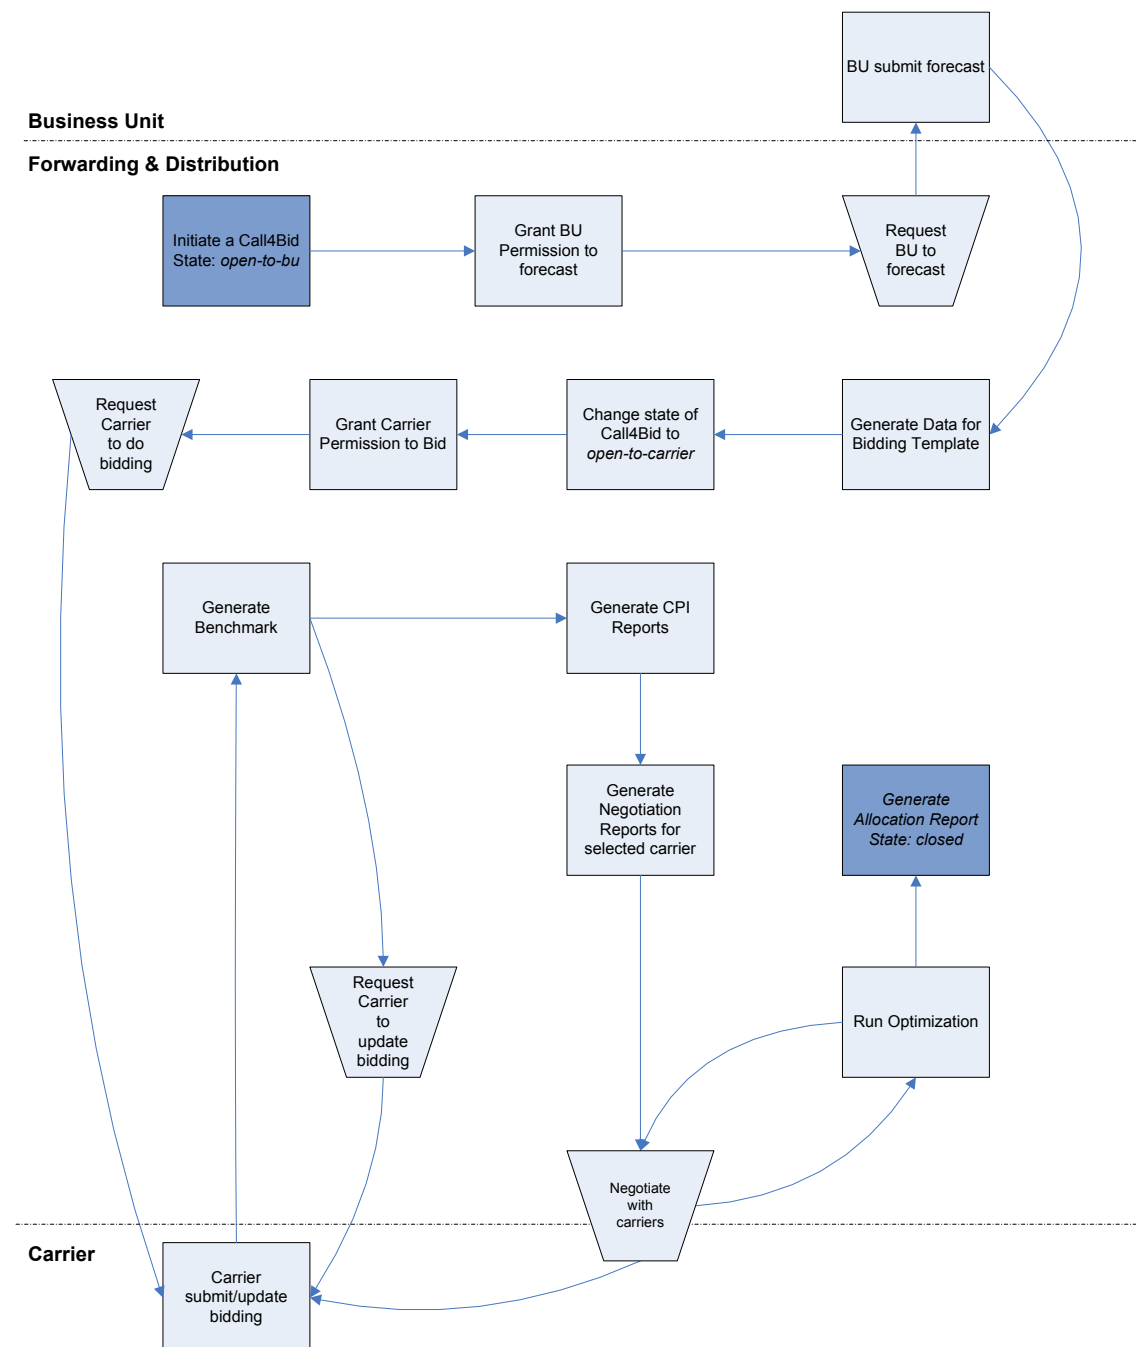 BU submit forecast
Business Unit
Forwarding & Distribution
Initiate a Call4Bid
State: open-to-bu
Grant BU
Permission to
forecast
Request
BU to
forecast
Request
Carrier
to do
bidding
Grant Carrier
Permission to Bid
Change state of
Call4Bid to
open-to-carrier
Generate Data for
Bidding Template
Generate
Benchmark
Generate CPI
Reports
Generate
Negotiation
Reports for
selected carrier
Generate
Allocation Report
State: closed
Request
Carrier
to
update
bidding
Run Optimization
Negotiate
with
carriers
Carrier
Carrier
submit/update
bidding